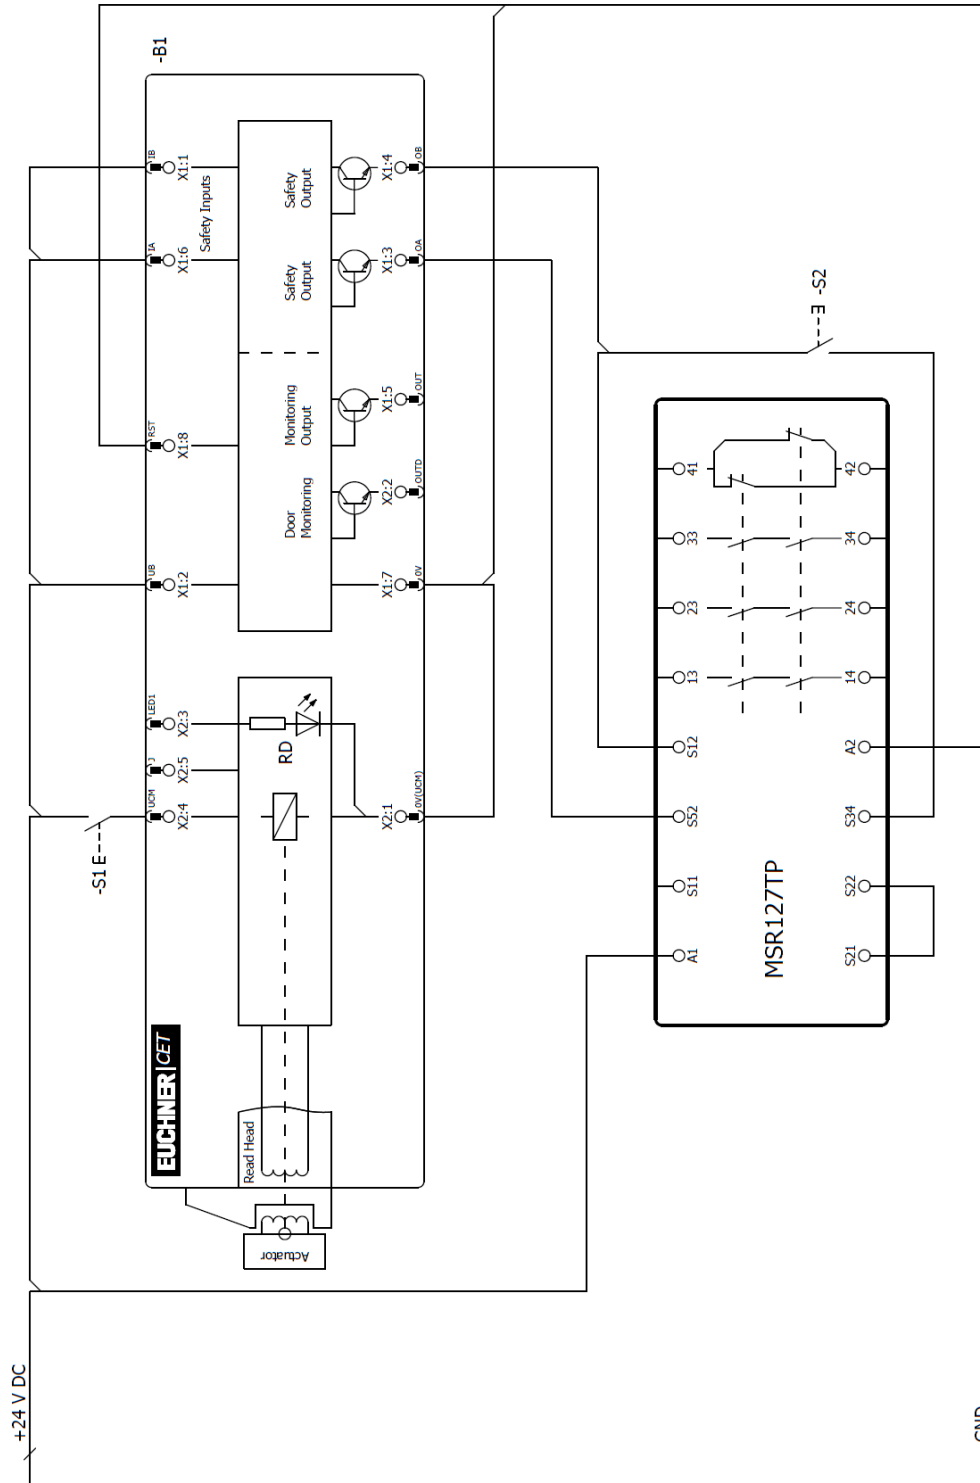 +24 V DC
-S1 E
-B1
EUCHNER|CET
UCM
J
LED1
UB
RST
IA
IB
X2:4
X2:5
X2:3
X1:2
X1:8
X1:6
X1:1
Safety Inputs
Read Head
Actuator
RD
Door
Monitoring
Monitoring
Output
Safety
Output
Safety
Output
X2:1
X1:7
X2:2
X1:5
X1:3
X1:4
0V(UCM)
0V
OUTD
OUT
OA
OB
A1
S11
S52
S12
13
23
33
41
MSR127TP
E
-S2
S21
S22
S34
A2
14
24
34
42
GND